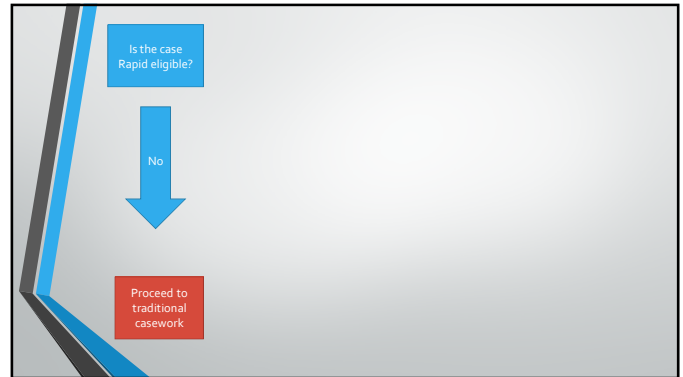 Is the case
Rapid eligible?
No
Proceed to
traditional
casework